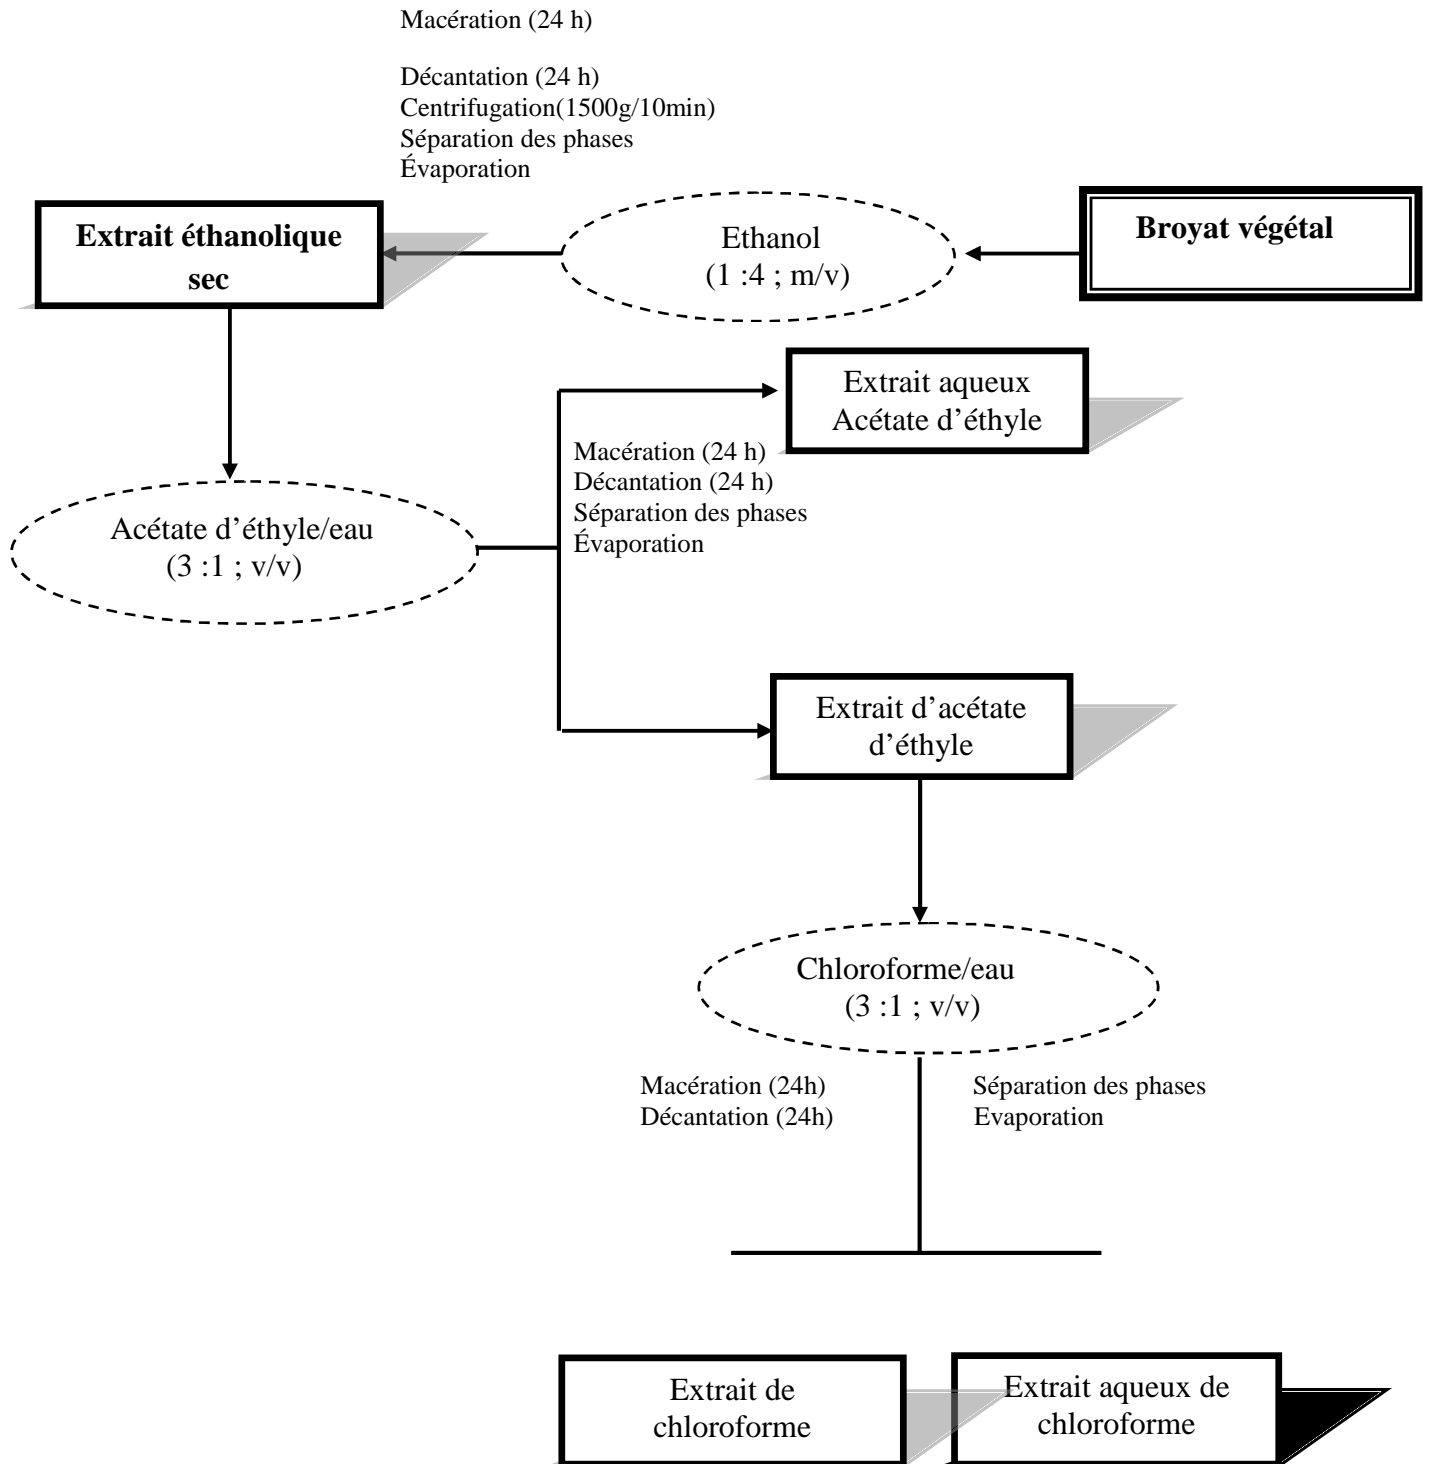 Macération (24 h)
Décantation (24 h)
Centrifugation(1500g/10min)
Séparation des phases
Évaporation
Extrait éthanolique
sec
Ethanol
(1 :4 ; m/v)
Broyat végétal
Extrait aqueux
Acétate d’éthyle
Macération (24 h)
Décantation (24 h)
Séparation des phases
Évaporation
Acétate d’éthyle/eau
(3 :1 ; v/v)
Extrait d’acétate
d’éthyle
Chloroforme/eau
(3 :1 ; v/v)
Macération (24h)
Décantation (24h)
Séparation des phases
Evaporation
Extrait de
chloroforme
Extrait aqueux de
chloroforme